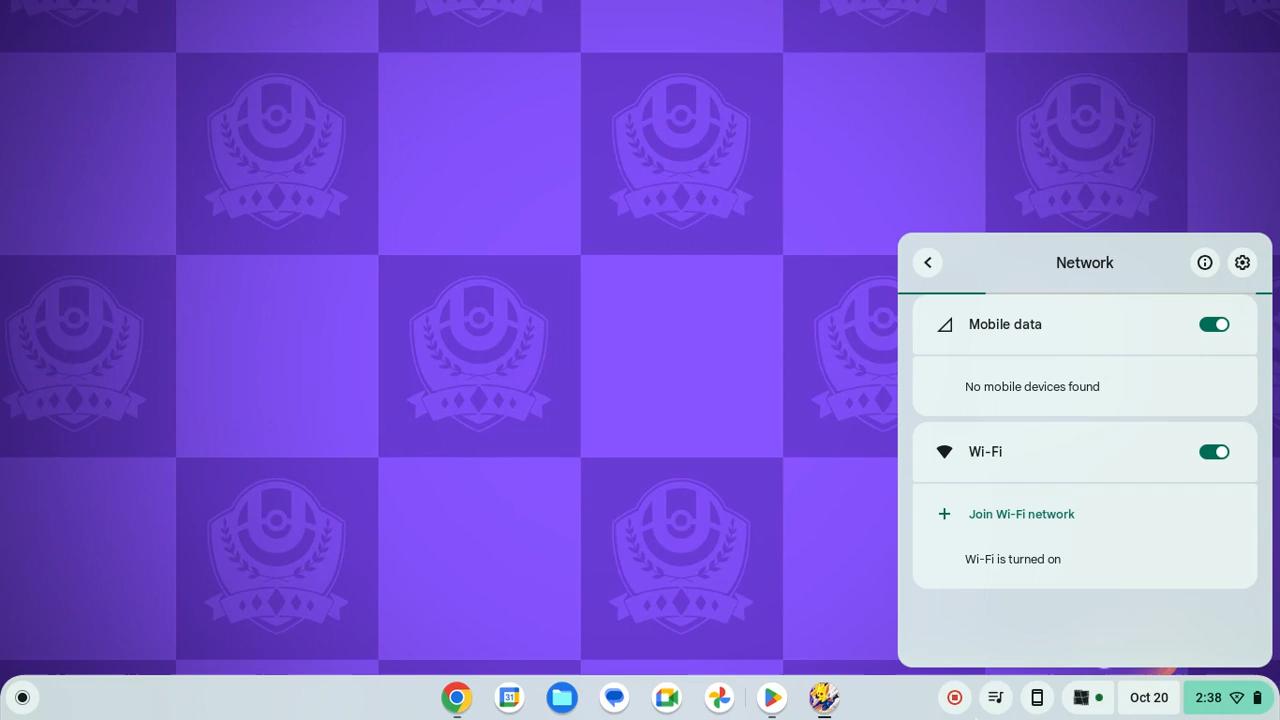 Network
Mobile data
No mobile devices found
Wi-Fi
Join Wi-Fi network
Wi-Fi is turned on
31
Oct 20
2:38